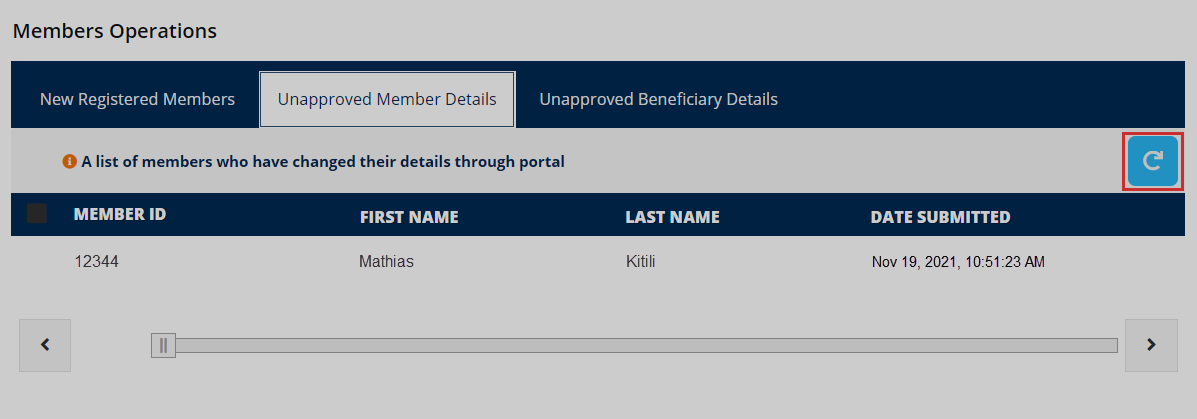 Members Operations
New Registered Members Unapproved Member Details Unapproved Beneficiary Details
A list of members who have changed their details through portal
MEMBER ID FIRST NAME LAST NAME DATE SUBMITTED
12344 Mathias Kitili Nov 19, 2021, 10:51:23 AM